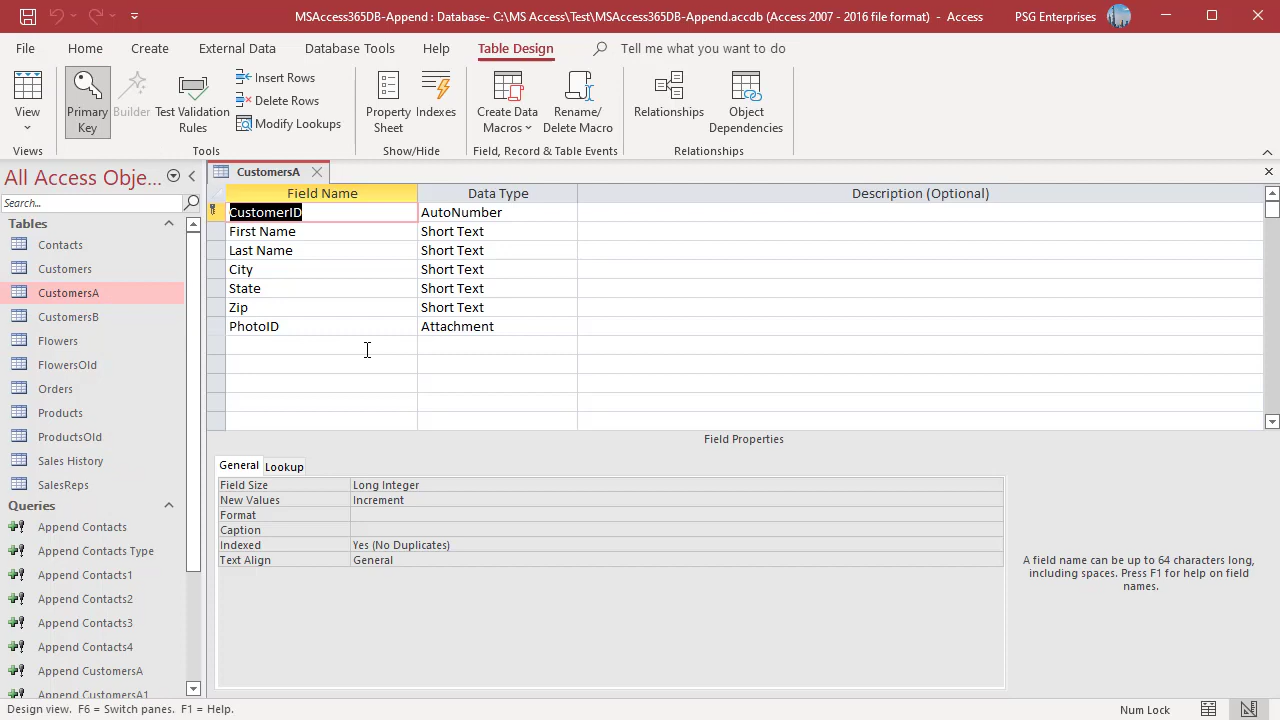 MSAccess365DB-Append : Database- C:\MS Access\Test\MSAccess365DB-Append.accdb (Access 2007 - 2016 file format) - Access
PSG Enterprises
File Home Create External Data Database Tools Help Table Design Tell me what you want to do
View
Primary Key
Builder
Test Validation Rules
Insert Rows
Delete Rows
Modify Lookups
Property Sheet
Indexes
Create Data Macros
Rename/ Delete Macro
Relationships
Object Dependencies
Views Tools Show/Hide Field, Record & Table Events Relationships
All Access Obje...
Search...
Tables
Contacts
Customers
CustomersA
CustomersB
Flowers
FlowersOld
Orders
Products
ProductsOld
Sales History
SalesReps
Queries
Append Contacts
Append Contacts Type
Append Contacts1
Append Contacts2
Append Contacts3
Append Contacts4
Append CustomersA
Append CustomersA1
CustomersA
Field Name Data Type Description (Optional)
CustomerID AutoNumber
First Name Short Text
Last Name Short Text
City Short Text
State Short Text
Zip Short Text
PhotoID Attachment
Field Properties
General Lookup
Field Size Long Integer
New Values Increment
Format
Caption
Indexed Yes (No Duplicates)
Text Align General
A field name can be up to 64 characters long,
including spaces. Press F1 for help on field
names.
Design view. F6 = Switch panes. F1 = Help.
Num Lock